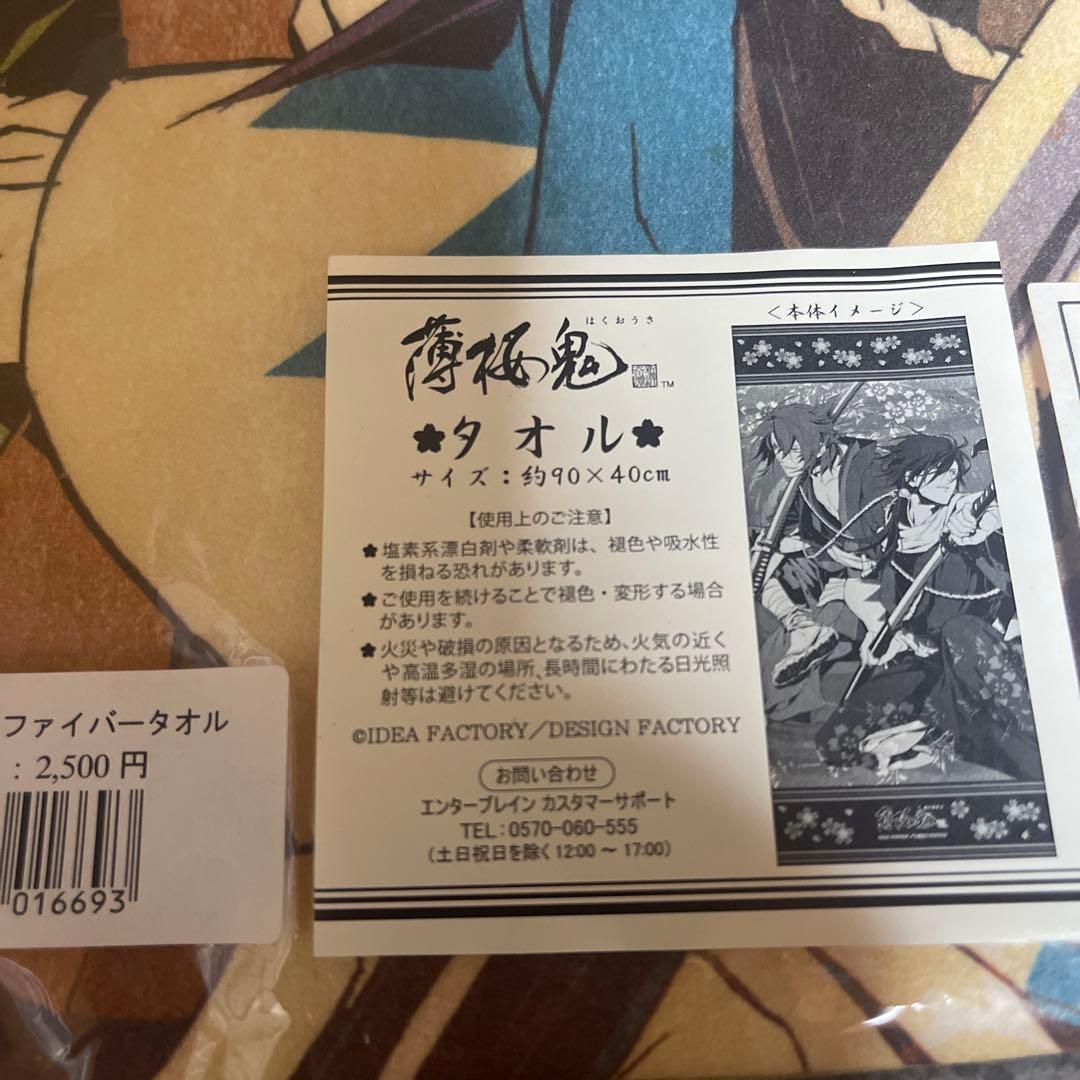 はくおうき
薄桜鬼
TM
タオル
サイズ：約90×40cm
【使用上のご注意】
塩素系漂白剤や柔軟剤は、褪色や吸水性
を損ねる恐れがあります。
ご使用を続けることで褪色・変形する場合
があります。
火災や破損の原因となるため、火気の近く
や高温多湿の場所、長時間にわたる日光照
射等は避けてください。
©IDEA FACTORY／DESIGN FACTORY
お問い合わせ
エンターブレイン カスタマーサポート
TEL：0570-060-555
（土日祝日を除く 12:00 〜 17:00）
＜本体イメージ＞
薄桜鬼
ファイバータオル
：2,500 円
016693